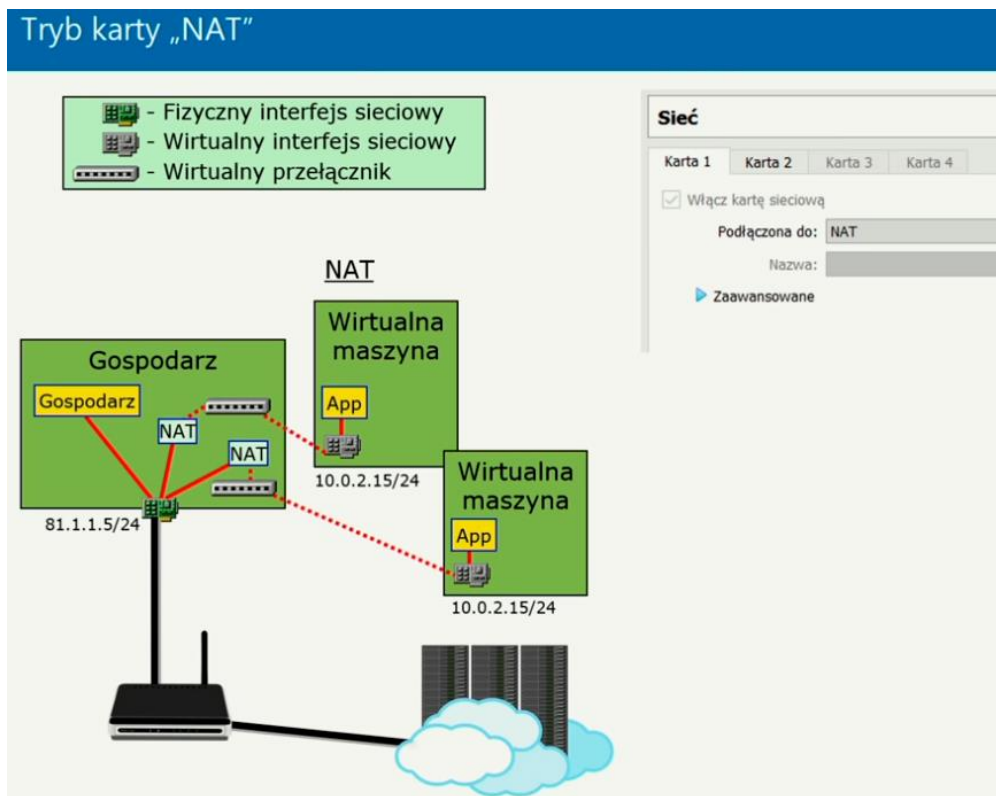 Tryb karty „NAT”
- Fizyczny interfejs sieciowy
- Wirtualny interfejs sieciowy
- Wirtualny przełącznik
Sieć
Karta 1 Karta 2 Karta 3 Karta 4
Włącz kartę sieciową
Podłączona do: NAT
Nazwa:
Zaawansowane
NAT
Wirtualna
maszyna
App
10.0.2.15/24
Gospodarz
Gospodarz
NAT
NAT
81.1.1.5/24
Wirtualna
maszyna
App
10.0.2.15/24